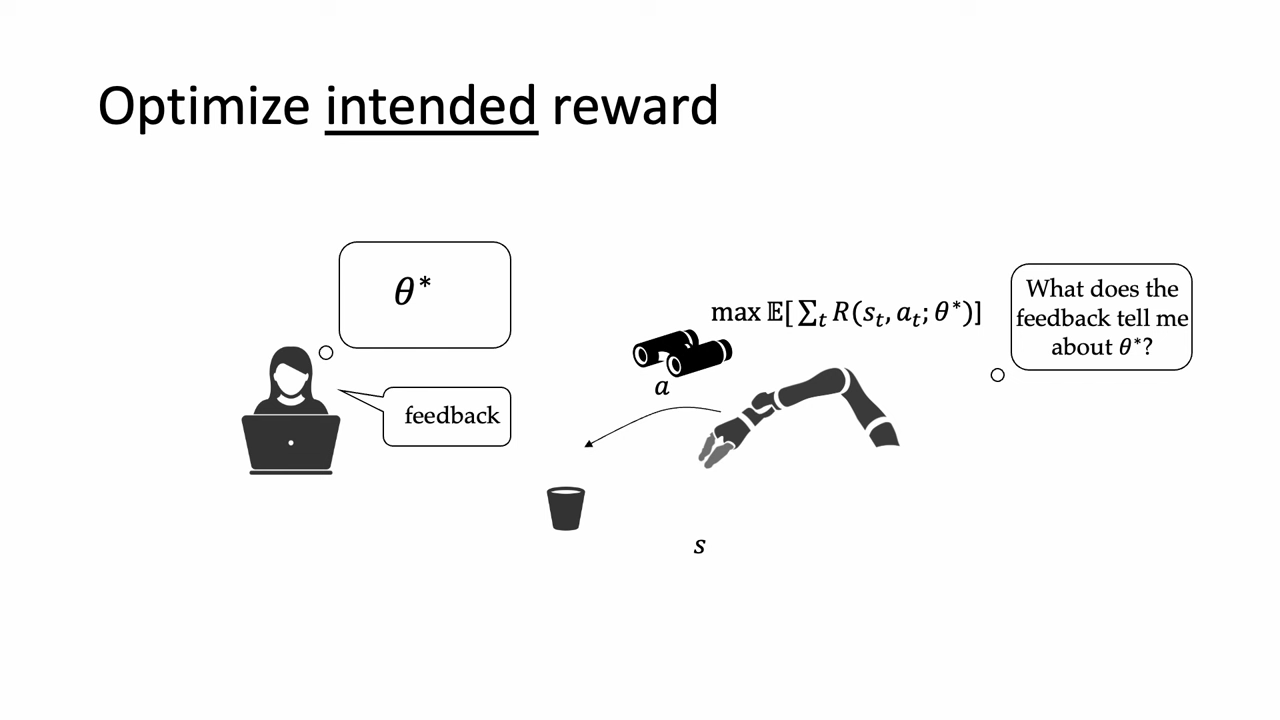 Optimize intended reward
θ*
feedback
max 𝔼[∑ₜ R(sₜ, aₜ; θ*)]
a
s
What does the
feedback tell me
about θ*?